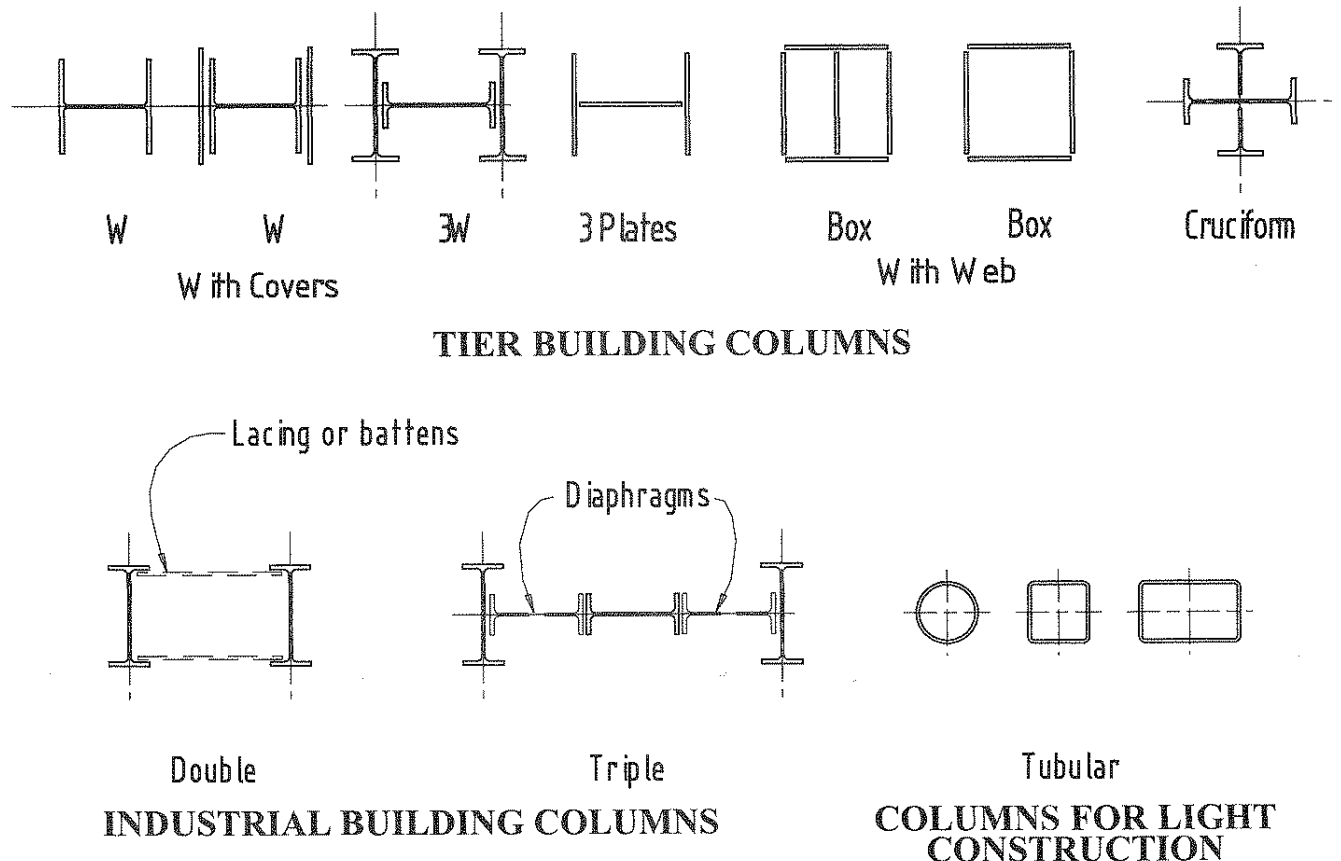 W
W
3W
3 Plates
Box
Box
Cruciform
With Covers
With Web
TIER BUILDING COLUMNS
Lacing or battens
Diaphragms
Double
Triple
Tubular
INDUSTRIAL BUILDING COLUMNS
COLUMNS FOR LIGHT
CONSTRUCTION